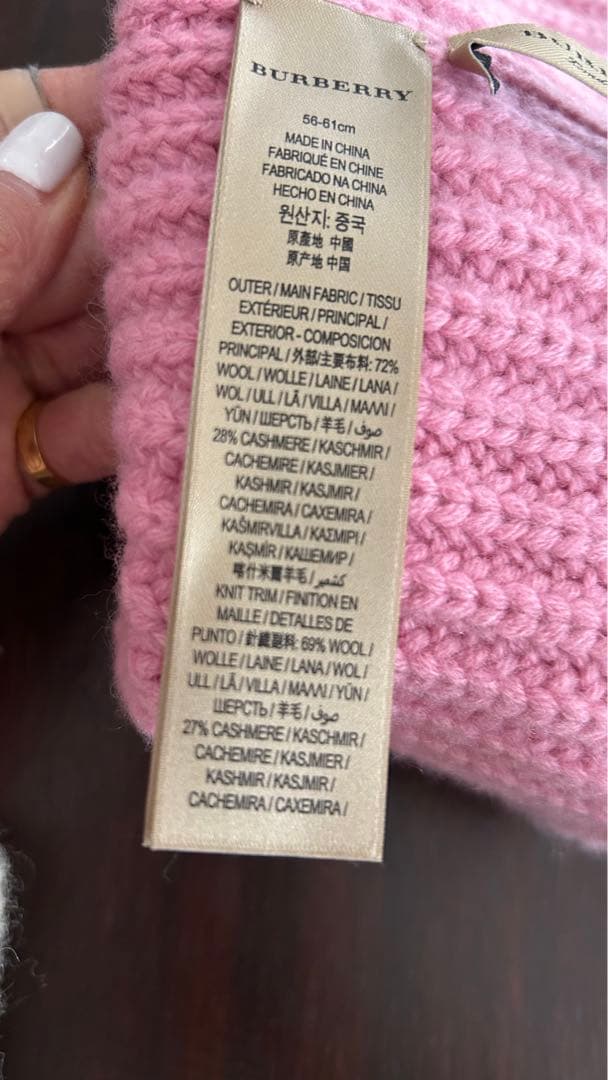 BURBERRY
56-61cm
MADE IN CHINA
FABRIQUÉ EN CHINE
FABRICADO NA CHINA
HECHO EN CHINA
원산지: 중국
原產地 中國
原产地 中国
OUTER / MAIN FABRIC / TISSU
EXTÉRIEUR / PRINCIPAL /
EXTERIOR - COMPOSICION
PRINCIPAL / 外部/主要布料: 72%
WOOL / WOLLE / LAINE / LANA /
WOL / ULL / LÃ / VILLA / ΜΑΛΛΙ /
YÜN / ШЕРСТЬ / 羊毛 / صوف
28% CASHMERE / KASCHMIR /
CACHEMIRE / KASJMIER /
KASHMIR / KASJMIR /
CACHEMIRA / CAXEMIRA /
KAŠMIRVILLA / ΚΑΣΜΙΡΙ /
KAŞMİR / КАШЕМИР /
喀什米爾羊毛 / كشمير
KNIT TRIM / FINITION EN
MAILLE / DETALLES DE
PUNTO / 針織副料: 69% WOOL /
WOLLE / LAINE / LANA / WOL /
ULL / LÃ / VILLA / ΜΑΛΛΙ / YÜN /
ШЕРСТЬ / 羊毛 / صوف
27% CASHMERE / KASCHMIR /
CACHEMIRE / KASJMIER /
KASHMIR / KASJMIR /
CACHEMIRA / CAXEMIRA /